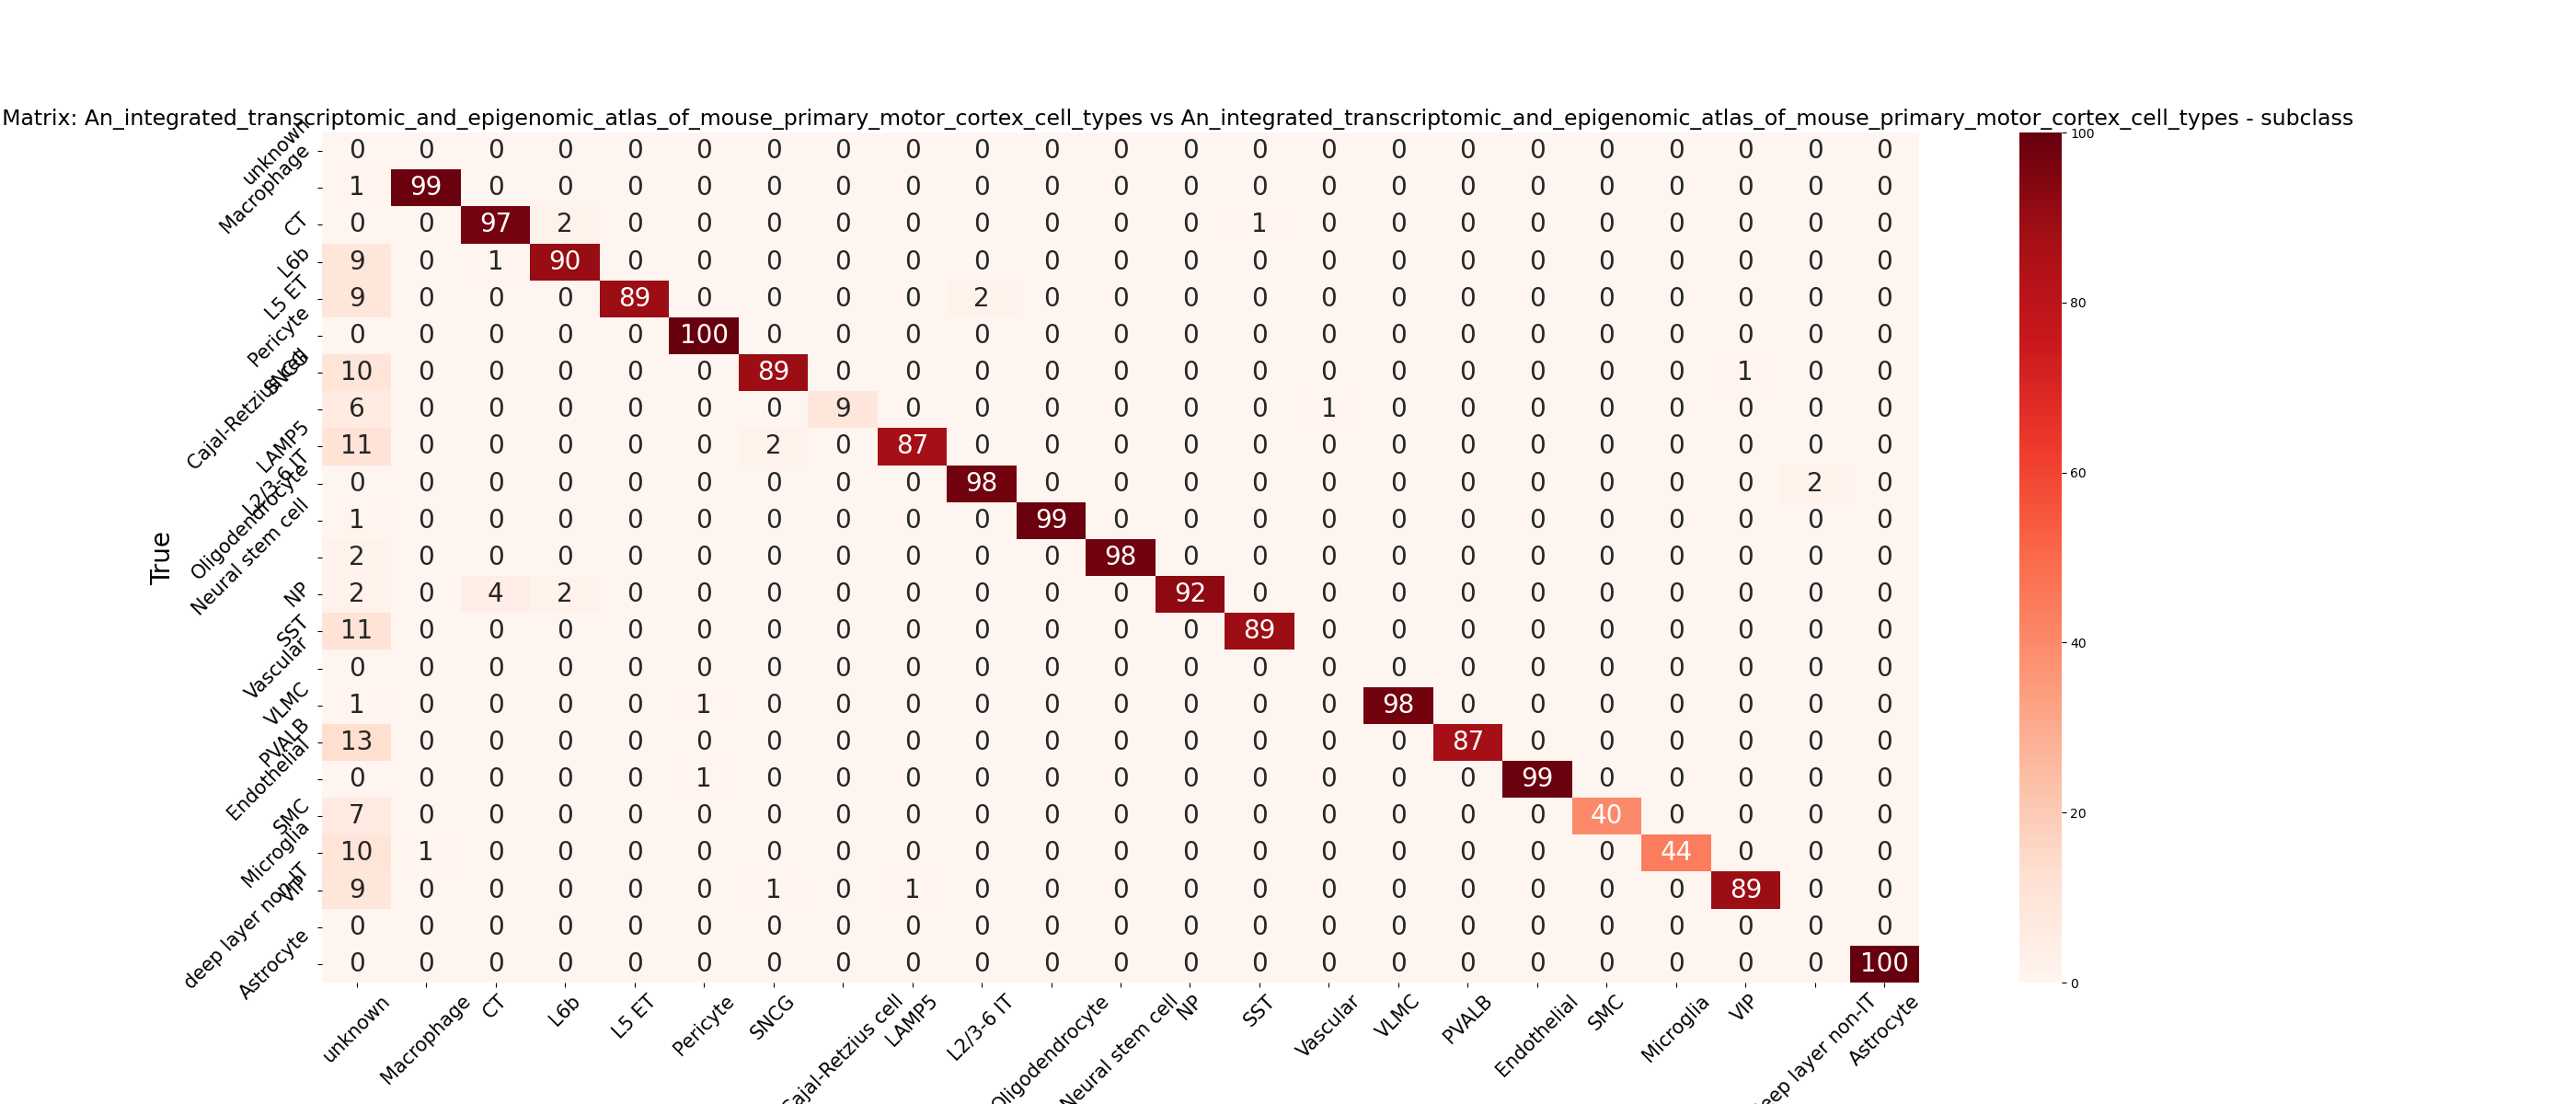 Matrix: An_integrated_transcriptomic_and_epigenomic_atlas_of_mouse_primary_motor_cortex_cell_types vs An_integrated_transcriptomic_and_epigenomic_atlas_of_mouse_primary_motor_cortex_cell_types - subclass
True
unknown 0 0 0 0 0 0 0 0 0 0 0 0 0 0 0 0 0 0 0 0 0 0 0
Macrophage 1 99 0 0 0 0 0 0 0 0 0 0 0 0 0 0 0 0 0 0 0 0 0
CT 0 0 97 2 0 0 0 0 0 0 0 0 0 1 0 0 0 0 0 0 0 0 0
L6b 9 0 1 90 0 0 0 0 0 0 0 0 0 0 0 0 0 0 0 0 0 0 0
L5 ET 9 0 0 0 89 0 0 0 0 2 0 0 0 0 0 0 0 0 0 0 0 0 0
Pericyte 0 0 0 0 0 100 0 0 0 0 0 0 0 0 0 0 0 0 0 0 0 0 0
SNCG 10 0 0 0 0 0 89 0 0 0 0 0 0 0 0 0 0 0 0 0 1 0 0
Cajal-Retzius cell 6 0 0 0 0 0 0 9 0 0 0 0 0 0 1 0 0 0 0 0 0 0 0
LAMP5 11 0 0 0 0 0 2 0 87 0 0 0 0 0 0 0 0 0 0 0 0 0 0
L2/3-6 IT 0 0 0 0 0 0 0 0 0 98 0 0 0 0 0 0 0 0 0 0 0 2 0
Oligodendrocyte 1 0 0 0 0 0 0 0 0 0 99 0 0 0 0 0 0 0 0 0 0 0 0
Neural stem cell 2 0 0 0 0 0 0 0 0 0 0 98 0 0 0 0 0 0 0 0 0 0 0
NP 2 0 4 2 0 0 0 0 0 0 0 0 92 0 0 0 0 0 0 0 0 0 0
SST 11 0 0 0 0 0 0 0 0 0 0 0 0 89 0 0 0 0 0 0 0 0 0
Vascular 0 0 0 0 0 0 0 0 0 0 0 0 0 0 0 0 0 0 0 0 0 0 0
VLMC 1 0 0 0 0 1 0 0 0 0 0 0 0 0 0 98 0 0 0 0 0 0 0
PVALB 13 0 0 0 0 0 0 0 0 0 0 0 0 0 0 0 87 0 0 0 0 0 0
Endothelial 0 0 0 0 0 1 0 0 0 0 0 0 0 0 0 0 0 99 0 0 0 0 0
SMC 7 0 0 0 0 0 0 0 0 0 0 0 0 0 0 0 0 0 40 0 0 0 0
Microglia 10 1 0 0 0 0 0 0 0 0 0 0 0 0 0 0 0 0 0 44 0 0 0
VIP 9 0 0 0 0 0 1 0 1 0 0 0 0 0 0 0 0 0 0 0 89 0 0
deep layer non-IT 0 0 0 0 0 0 0 0 0 0 0 0 0 0 0 0 0 0 0 0 0 0 0
Astrocyte 0 0 0 0 0 0 0 0 0 0 0 0 0 0 0 0 0 0 0 0 0 0 100
unknown Macrophage CT L6b L5 ET Pericyte SNCG Cajal-Retzius cell LAMP5 L2/3-6 IT Oligodendrocyte Neural stem cell NP SST Vascular VLMC PVALB Endothelial SMC Microglia VIP eep layer non-IT Astrocyte
100
80
60
40
20
0